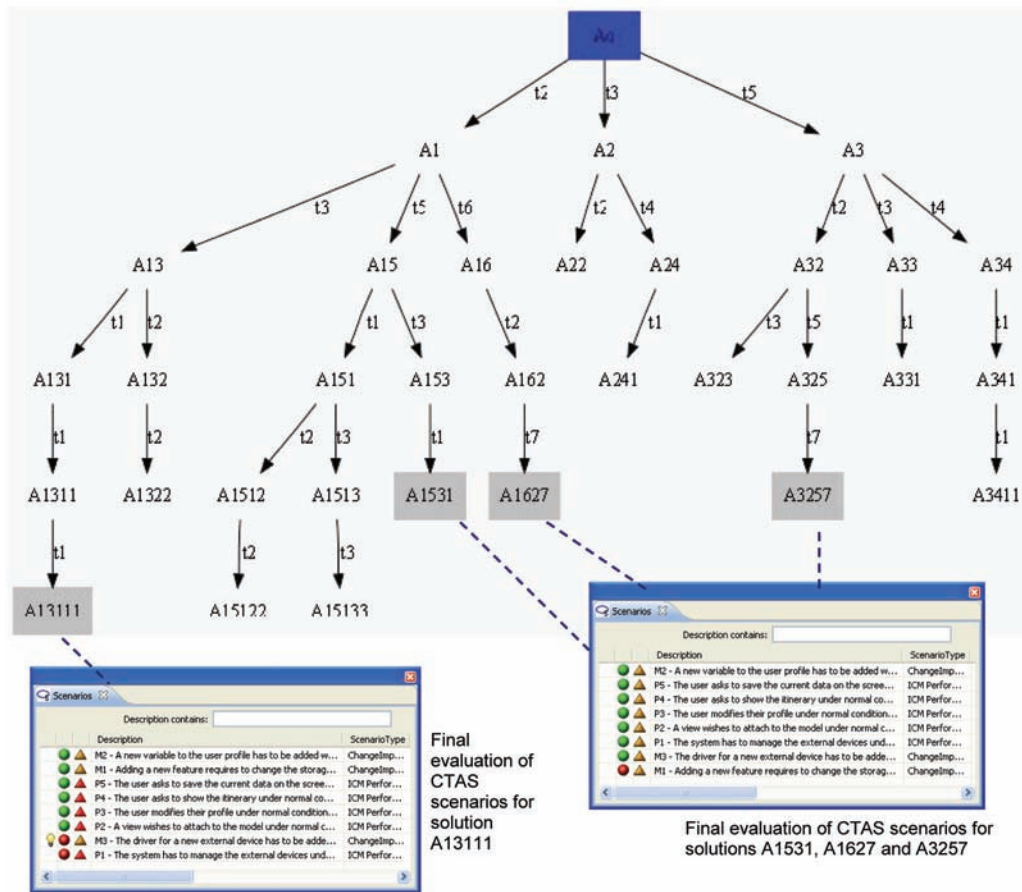 t2 t3 t5
A1 A2 A3
t3 t5 t6 t2 t4 t2 t3 t4
A13 A15 A16 A22 A24 A32 A33 A34
t1 t2 t1 t3 t2 t1 t3 t5 t1 t1
A131 A132 A151 A153 A162 A241 A323 A325 A331 A341
t1 t2 t2 t3 t1 t7 t7 t1
A1311 A1322 A1512 A1513 A1531 A1627 A3257 A3411
t1 t2 t3
A13111 A15122 A15133
Scenarios
Description contains:
Description ScenarioType
M2 - A new variable to the user profile has to be added w... ChangeImp...
M1 - Adding a new feature requires to change the storag... ChangeImp...
P5 - The user asks to save the current data on the scree... ICM Perfor...
P4 - The user asks to show the itinerary under normal co... ICM Perfor...
P3 - The user modifies their profile under normal condition... ICM Perfor...
P2 - A view wishes to attach to the model under normal c... ICM Perfor...
M3 - The driver for a new external device has to be adde... ChangeImp...
P1 - The system has to manage the external devices und... ICM Perfor...
Final
evaluation of
CTAS
scenarios for
solution
A13111
Scenarios
Description contains:
Description ScenarioType
M2 - A new variable to the user profile has to be added w... ChangeImp...
P5 - The user asks to save the current data on the scree... ICM Perfor...
P4 - The user asks to show the itinerary under normal co... ICM Perfor...
P3 - The user modifies their profile under normal condition... ICM Perfor...
P2 - A view wishes to attach to the model under normal c... ICM Perfor...
P1 - The system has to manage the external devices und... ICM Perfor...
M3 - The driver for a new external device has to be adde... ChangeImp...
M1 - Adding a new feature requires to change the storag... ChangeImp...
Final evaluation of CTAS scenarios for
solutions A1531, A1627 and A3257